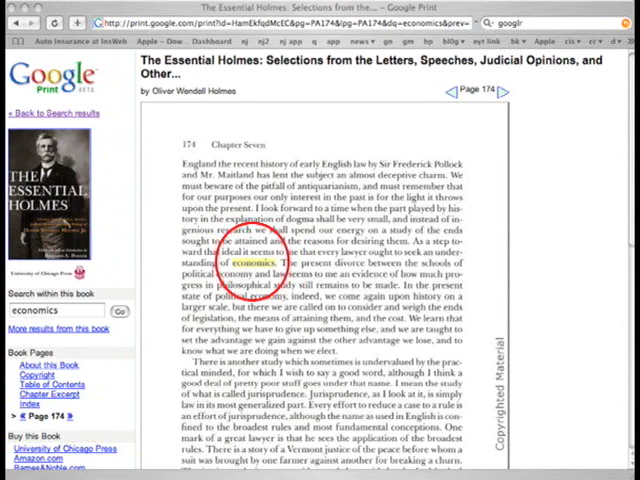 The Essential Holmes: Selections from the... - Google Print
http://print.google.com/print?id=HamEkfqdMcEC&pg=PA174&lpg=PA174&dq=economics&prev=
googlr
Auto Insurance at InsWeb Apple – Dow... Dashboard nj nj2 nj app q app news gn gm bp bl0g nyt link bk Apple cis cc d
Google
Print BETA
« Back to Search results
THE
ESSENTIAL
HOLMES
Search within this book
economics
Go
More results from this book
Book Pages
About this Book
Copyright
Table of Contents
Chapter Excerpt
Index
> « Page 174 »
Buy this Book
University of Chicago Press
Amazon.com
Barnes&Noble.com
The Essential Holmes: Selections from the Letters, Speeches, Judicial Opinions, and
Other...
by Oliver Wendell Holmes
Page 174
174 Chapter Seven
England the recent history of early English law by Sir Frederick Pollock
and Mr. Maitland has lent the subject an almost deceptive charm. We
must beware of the pitfall of antiquarianism, and must remember that
for our purposes our only interest in the past is for the light it throws
upon the present. I look forward to a time when the part played by his-
tory in the explanation of dogma shall be very small, and instead of in-
genious research we shall spend our energy on a study of the ends
sought to be attained and the reasons for desiring them. As a step to-
ward that ideal it seems to me that every lawyer ought to seek an under-
standing of economics. The present divorce between the schools of
political economy and law seems to me an evidence of how much prog-
ress in philosophical study still remains to be made. In the present
state of political economy, indeed, we come again upon history on a
larger scale, but there we are called on to consider and weigh the ends
of legislation, the means of attaining them, and the cost. We learn that
for everything we have to give up something else, and we are taught to
set the advantage we gain against the other advantage we lose, and to
know what we are doing when we elect.
There is another study which sometimes is undervalued by the prac-
tical minded, for which I wish to say a good word, although I think a
good deal of pretty poor stuff goes under that name. I mean the study
of what is called jurisprudence. Jurisprudence, as I look at it, is simply
law in its most generalized part. Every effort to reduce a case to a rule is
an effort of jurisprudence, although the name as used in English is con-
fined to the broadest rules and most fundamental conceptions. One
mark of a great lawyer is that he sees the application of the broadest
rules. There is a story of a Vermont justice of the peace before whom a
suit was brought by one farmer against another for breaking a churn.
Copyrighted Material